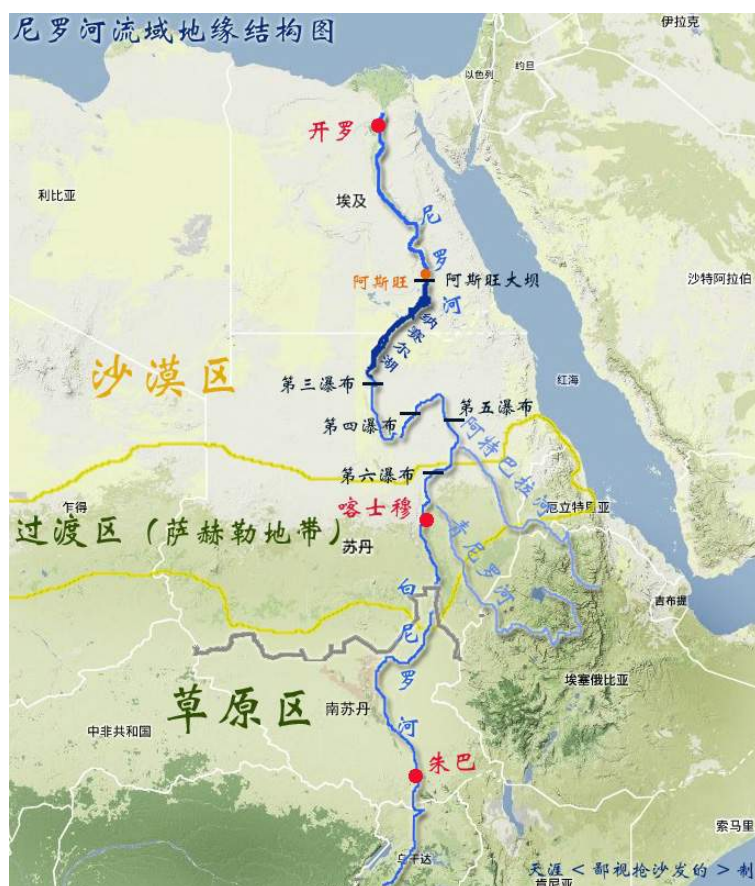 尼罗河流域地缘结构图
伊拉克
以色列
约旦
开罗
利比亚
埃及
尼罗河
阿斯旺
阿斯旺大坝
沙特阿拉伯
纳赛尔湖
沙漠区
第三瀑布
红海
第四瀑布
第五瀑布
阿特巴拉河
第六瀑布
乍得
喀士穆
厄立特里亚
过渡区（萨赫勒地带）
苏丹
青尼罗河
白尼罗河
吉布提
埃塞俄比亚
草原区
南苏丹
中非共和国
朱巴
索马里
乌干达
天涯<鄙视抢沙发的>制
肯尼亚